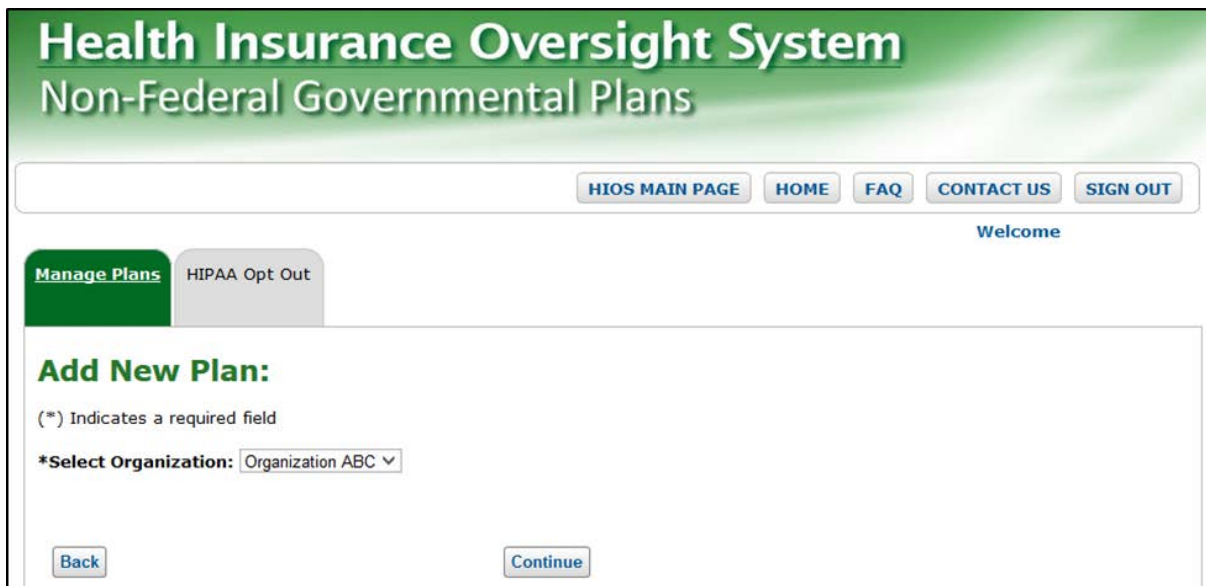 Health Insurance Oversight System
Non-Federal Governmental Plans
HIOS MAIN PAGE HOME FAQ CONTACT US SIGN OUT
Welcome
Manage Plans HIPAA Opt Out
Add New Plan:
(*) Indicates a required field
*Select Organization: Organization ABC
Back Continue